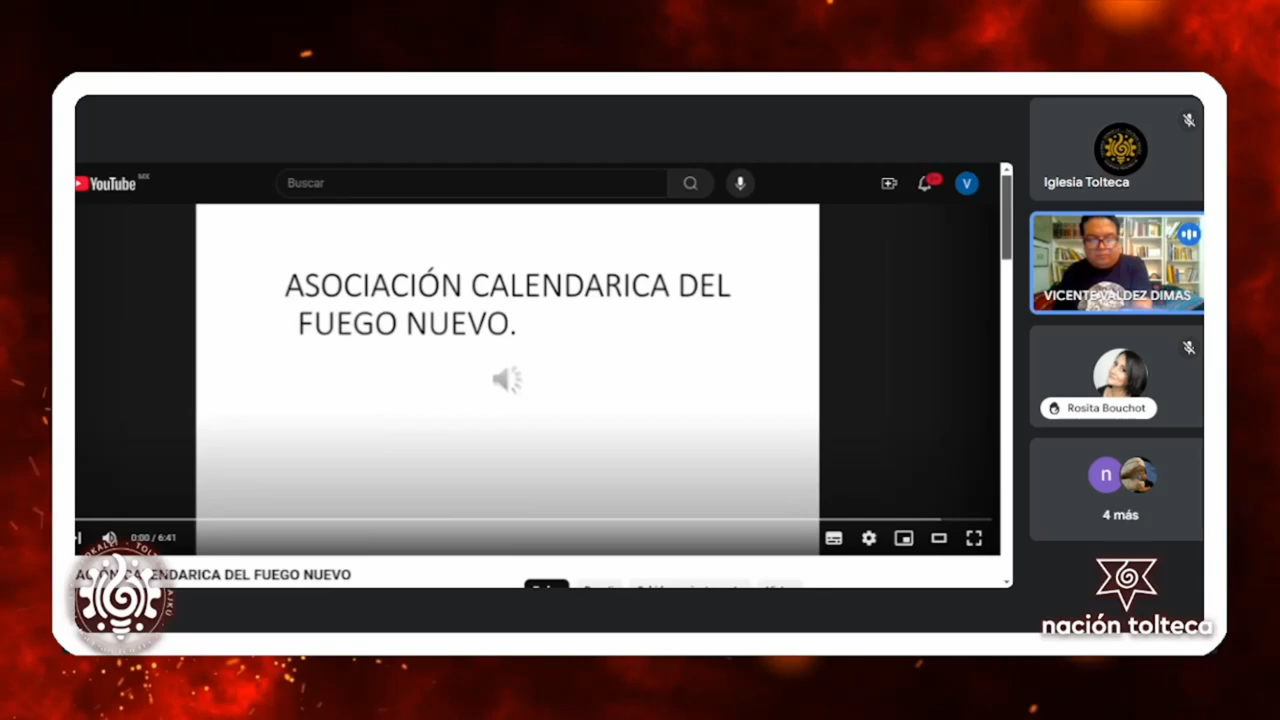 YouTube MX
Buscar
V
ASOCIACIÓN CALENDARICA DEL
FUEGO NUEVO.
0:00 / 6:41
CALENDARICA DEL FUEGO NUEVO
Iglesia Tolteca
VICENTE VALDEZ DIMAS
Rosita Bouchot
n
4 más
nación tolteca